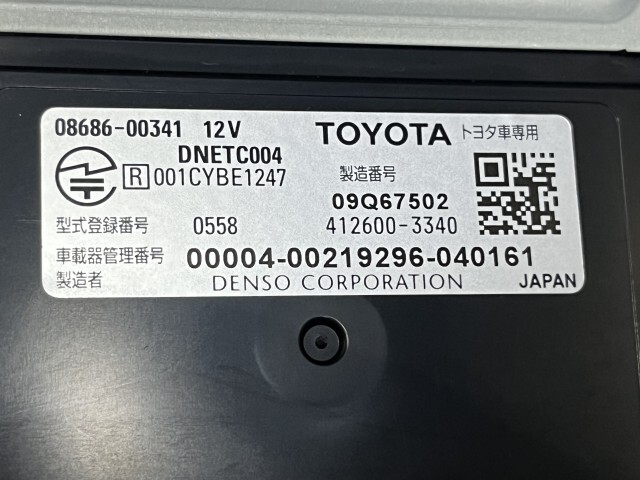 08686-00341 12V TOYOTA トヨタ車専用
DNETC004
R 001CYBE1247 製造番号
09Q67502
型式登録番号 0558 412600-3340
車載器管理番号 00004-00219296-040161
製造者 DENSO CORPORATION JAPAN